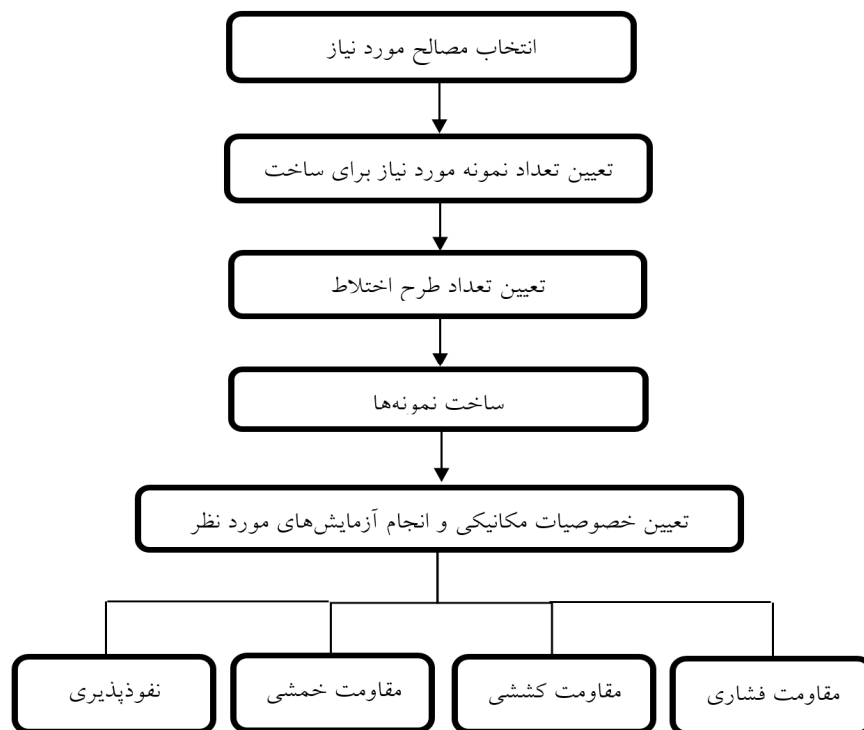 انتخاب مصالح مورد نیاز
تعیین تعداد نمونه مورد نیاز برای ساخت
تعیین تعداد طرح اختلاط
ساخت نمونه‌ها
تعیین خصوصیات مکانیکی و انجام آزمایش‌های مورد نظر
مقاومت فشاری
مقاومت کششی
مقاومت خمشی
نفوذپذیری